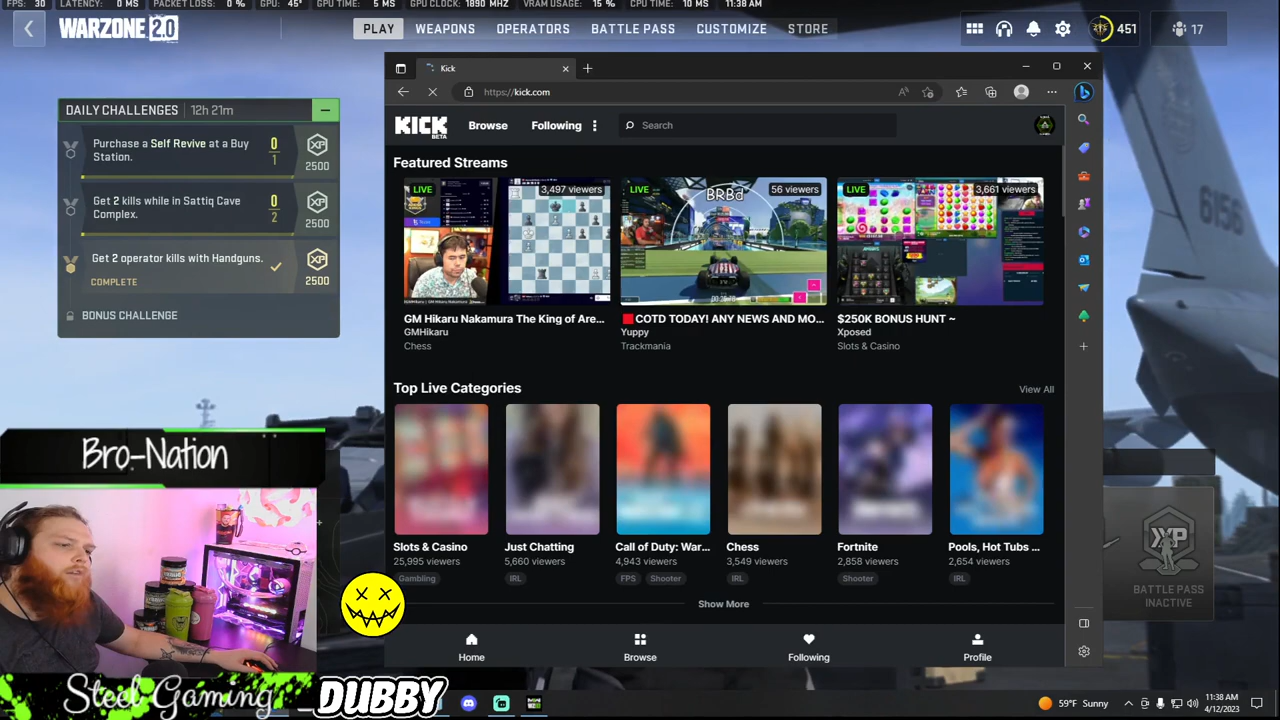 FPS: 30 LATENCY: 0 MS PACKET LOSS: 0 % GPU: 45° GPU TIME: 5 MS GPU CLOCK: 1890 MHZ VRAM USAGE: 15 % CPU TIME: 10 MS 11:38 AM
WARZONE 2.0
PLAY WEAPONS OPERATORS BATTLE PASS CUSTOMIZE STORE
451
17
DAILY CHALLENGES 12h 21m
Purchase a Self Revive at a Buy Station.
0
1
XP
2500
Get 2 kills while in Sattiq Cave Complex.
0
2
XP
2500
Get 2 operator kills with Handguns.
COMPLETE
XP
2500
BONUS CHALLENGE
Kick
https://kick.com
KICK
BETA
Browse Following Search
Featured Streams
LIVE 3,497 viewers
GM Hikaru Nakamura The King of Are...
GMHikaru
Chess
LIVE 56 viewers
BRBd
COTD TODAY! ANY NEWS AND MO...
Yuppy
Trackmania
LIVE 3,661 viewers
$250K BONUS HUNT ~
Xposed
Slots & Casino
Top Live Categories View All
Slots & Casino
25,995 viewers
Gambling
Just Chatting
5,660 viewers
IRL
Call of Duty: War...
4,943 viewers
FPS Shooter
Chess
3,549 viewers
IRL
Fortnite
2,858 viewers
Shooter
Pools, Hot Tubs ...
2,654 viewers
IRL
Show More
Home Browse Following Profile
XP
BATTLE PASS
INACTIVE
Bro-Nation
Steel Gaming
DUBBY
59°F Sunny
11:38 AM
4/12/2023